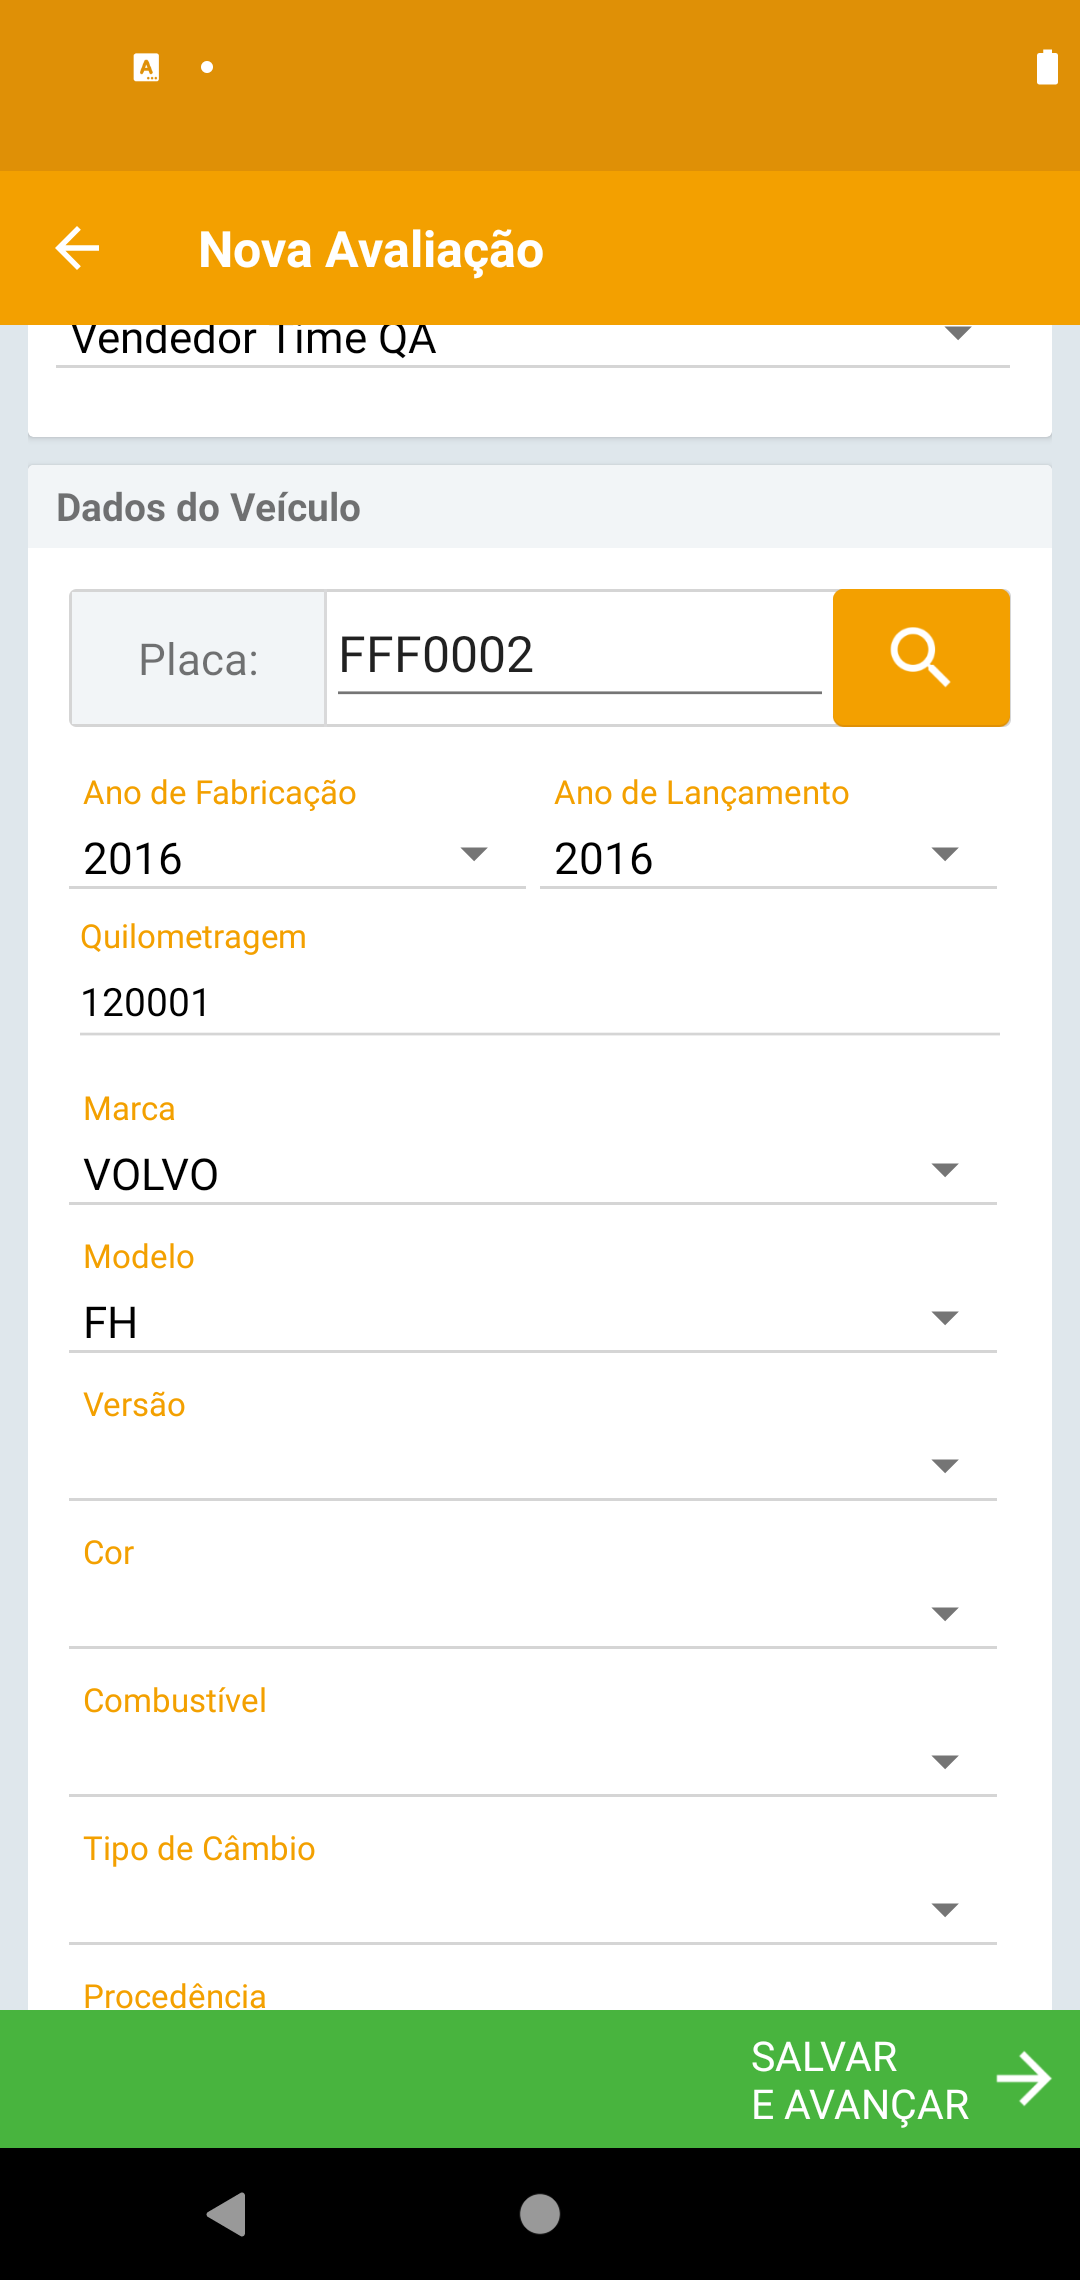 Nova Avaliação
Vendedor Time QA
Dados do Veículo
Placa:
FFF0002
Ano de Fabricação
Ano de Lançamento
2016
2016
Quilometragem
120001
Marca
VOLVO
Modelo
FH
Versão
Cor
Combustível
Tipo de Câmbio
Procedência
SALVAR
E AVANÇAR